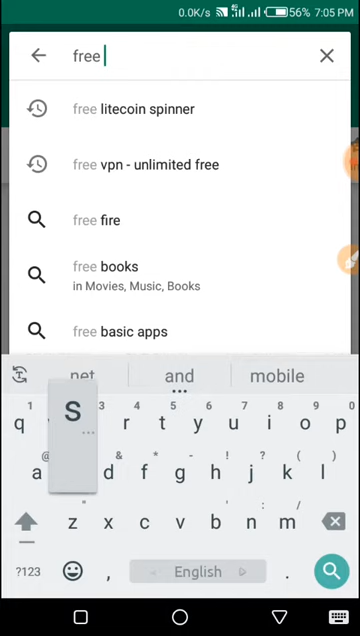 0.0K/s 4G 56% 7:05 PM
free
free litecoin spinner
free vpn - unlimited free
free fire
free books
in Movies, Music, Books
free basic apps
net and mobile
1 3 4 5 6 7 8 9 0
q r t y u i o p
S
@ & * - ! ? ( )
a d f g h j k l
" ' : /
z x c v b n m
?123 , English .